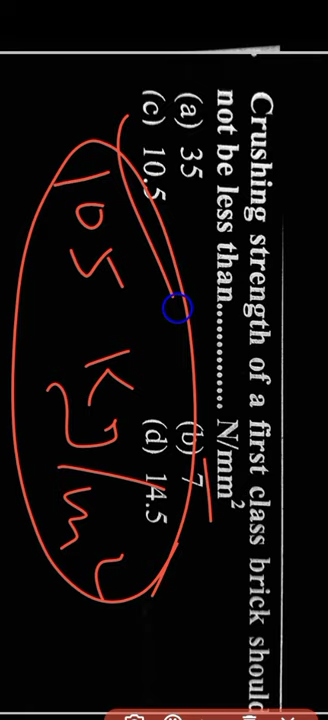 Crushing strength of a first class brick should
not be less than.............. N/mm²
(a) 35 (b) 7
(c) 10.5 (d) 14.5
105 Kg/m